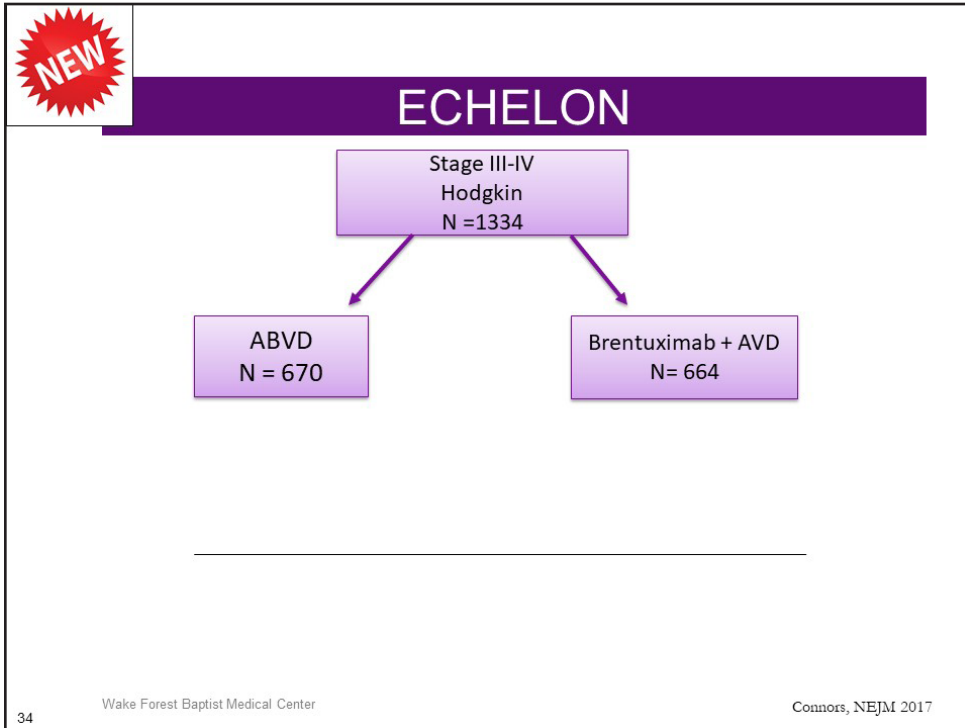 NEW
ECHELON
Stage III-IV
Hodgkin
N =1334
ABVD
N = 670
Brentuximab + AVD
N= 664
34
Wake Forest Baptist Medical Center
Connors, NEJM 2017